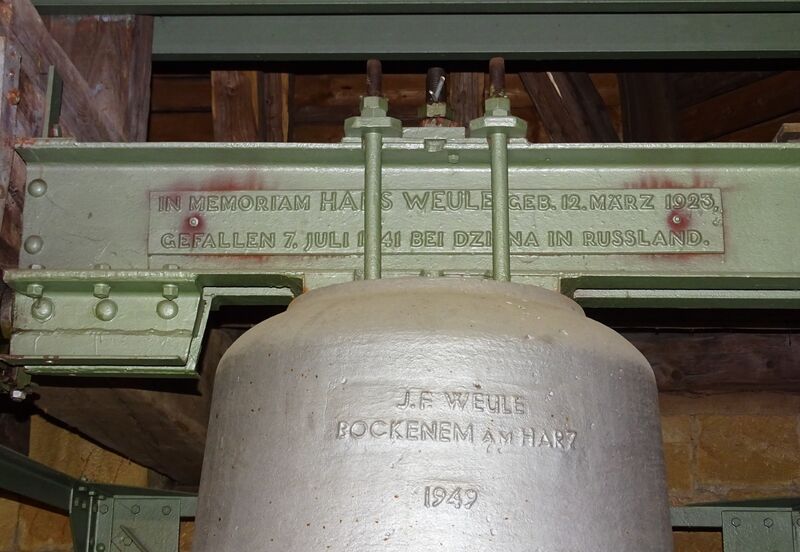 IN MEMORIAM HANS WEULE GEB. 12. MÄRZ 1923,
GEFALLEN 7. JULI 1941 BEI IN RUSSLAND.
J.F. WEULE
BOCKENEM AM HARZ
1949